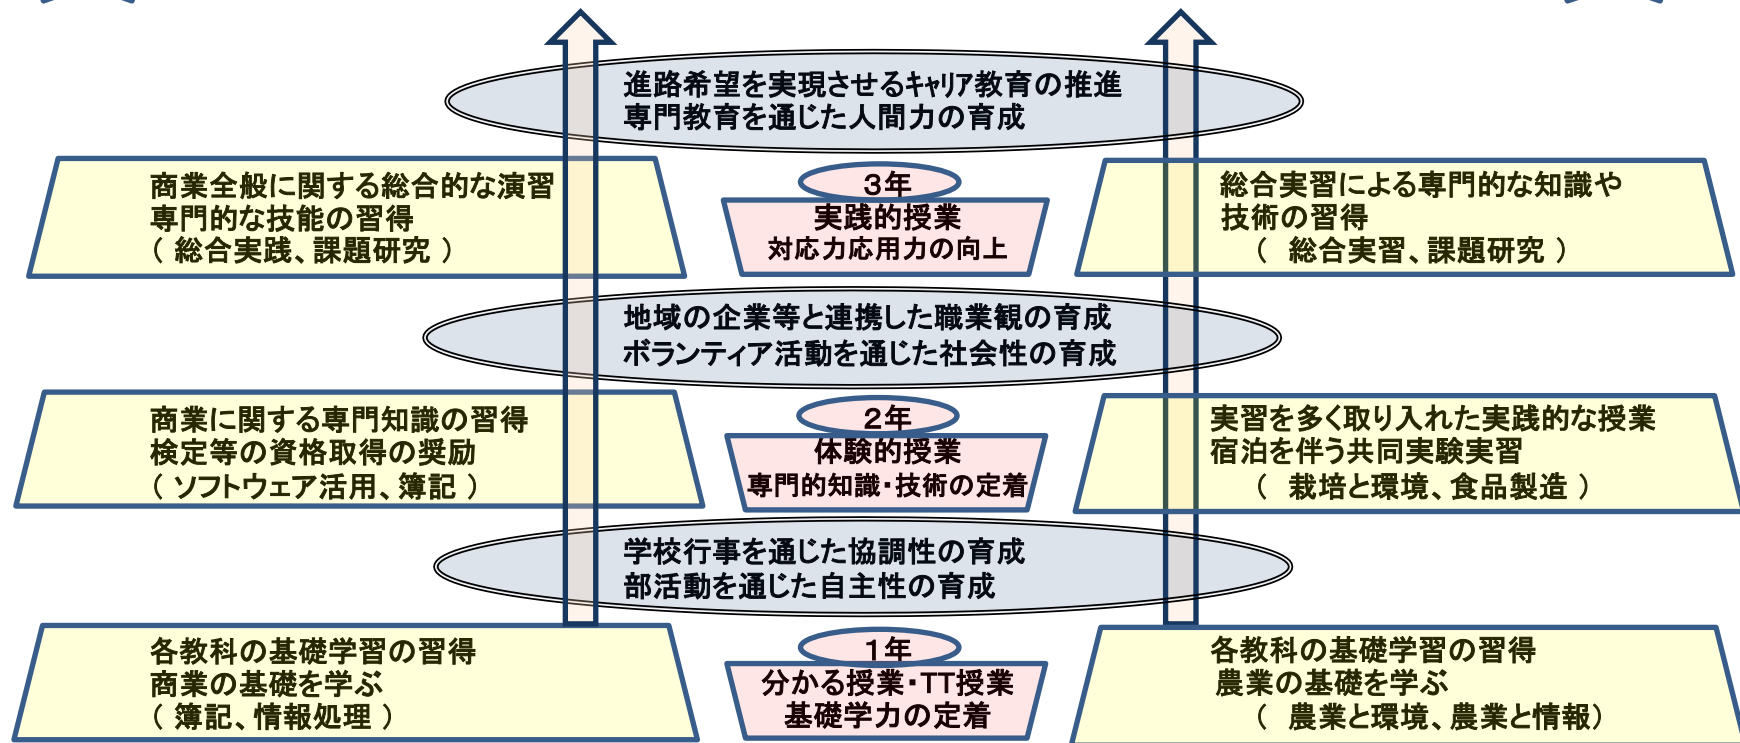 進路希望を実現させるキャリア教育の推進
専門教育を通じた人間力の育成
商業全般に関する総合的な演習
専門的な技能の習得
（ 総合実践、課題研究 ）
３年
実践的授業
対応力応用力の向上
総合実習による専門的な知識や
技術の習得
（　総合実習、課題研究 ）
地域の企業等と連携した職業観の育成
ボランティア活動を通じた社会性の育成
商業に関する専門知識の習得
検定等の資格取得の奨励
（ ソフトウェア活用、簿記 ）
２年
体験的授業
専門的知識・技術の定着
実習を多く取り入れた実践的な授業
宿泊を伴う共同実験実習
（　栽培と環境、食品製造 ）
学校行事を通じた協調性の育成
部活動を通じた自主性の育成
各教科の基礎学習の習得
商業の基礎を学ぶ
（ 簿記、情報処理 ）
１年
分かる授業・TT授業
基礎学力の定着
各教科の基礎学習の習得
農業の基礎を学ぶ
（　農業と環境、農業と情報）